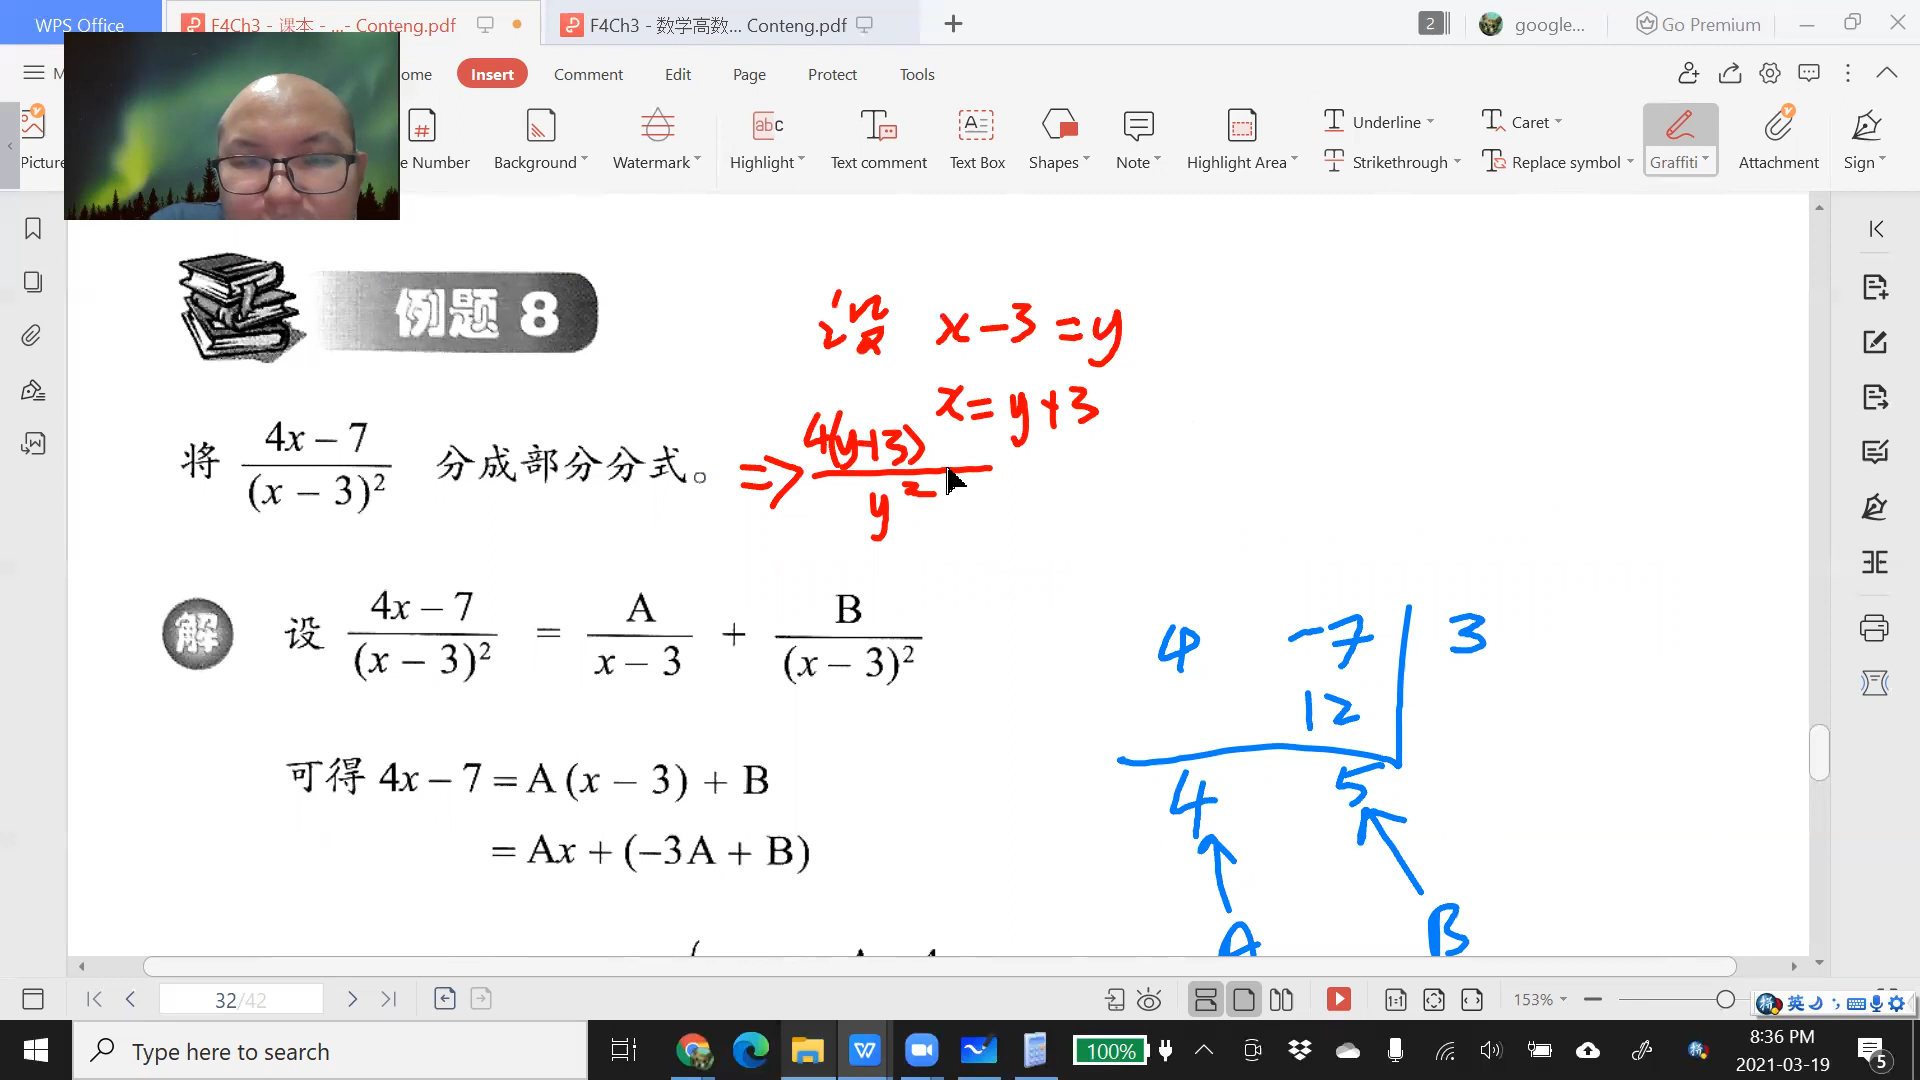 WPS Office
F4Ch3 - 课本 - ...- Conteng.pdf
F4Ch3 - 数学高数... Conteng.pdf
2
google...
Go Premium
Insert
Comment
Edit
Page
Protect
Tools
Picture
Background
Watermark
Highlight
Text comment
Text Box
Shapes
Note
Highlight Area
Underline
Strikethrough
Caret
Replace symbol
Graffiti
Attachment
Sign
例题 8
x - 3 = y
x = y + 3
将 (4x - 7)/(x - 3)² 分成部分分式。
=> 4(y+3)/y²
解 设 (4x - 7)/(x - 3)² = A/(x - 3) + B/(x - 3)²
可得 4x - 7 = A (x - 3) + B
= Ax + (-3A + B)
4 -7 3
12
4 5
A B
32/42
153%
英
Type here to search
100%
8:36 PM
2021-03-19
5